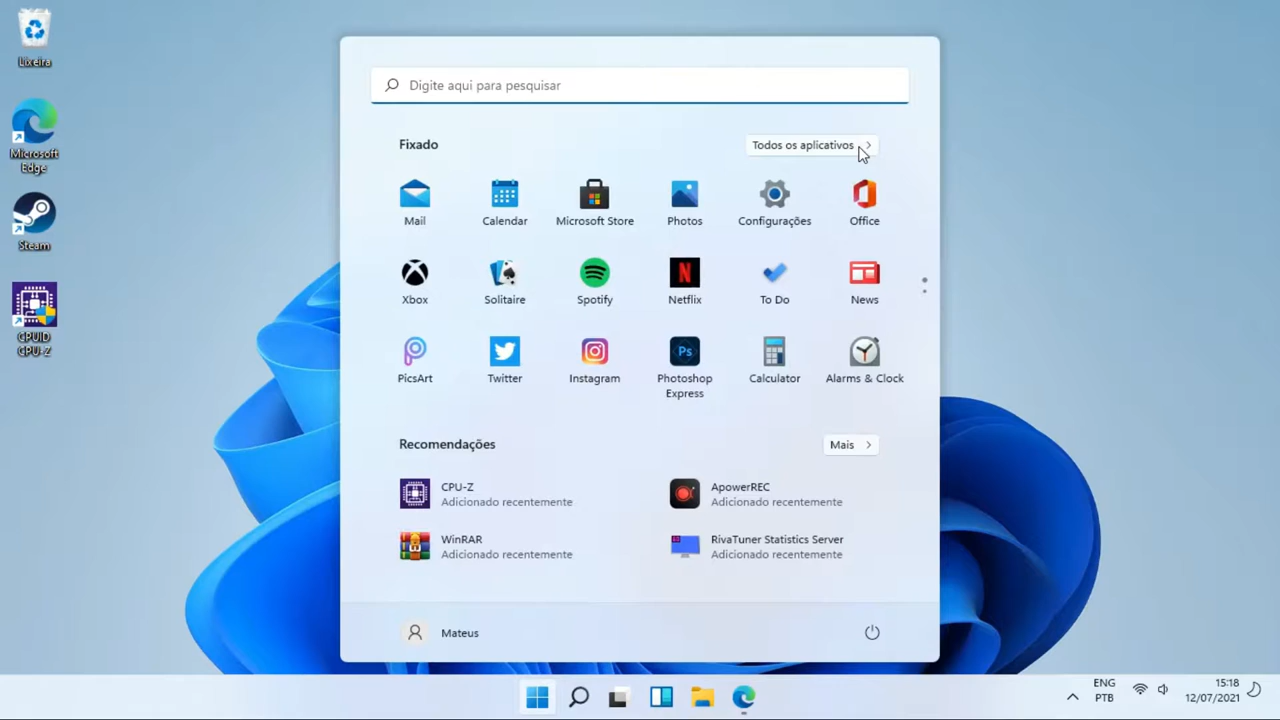 Lixeira
Microsoft
Edge
Steam
CPUID
CPU-Z
Digite aqui para pesquisar
Fixado
Todos os aplicativos
Mail
Calendar
Microsoft Store
Photos
Configurações
Office
Xbox
Solitaire
Spotify
Netflix
To Do
News
PicsArt
Twitter
Instagram
Photoshop
Express
Calculator
Alarms & Clock
Recomendações
Mais
CPU-Z
Adicionado recentemente
ApowerREC
Adicionado recentemente
WinRAR
Adicionado recentemente
RivaTuner Statistics Server
Adicionado recentemente
Mateus
ENG
PTB
15:18
12/07/2021